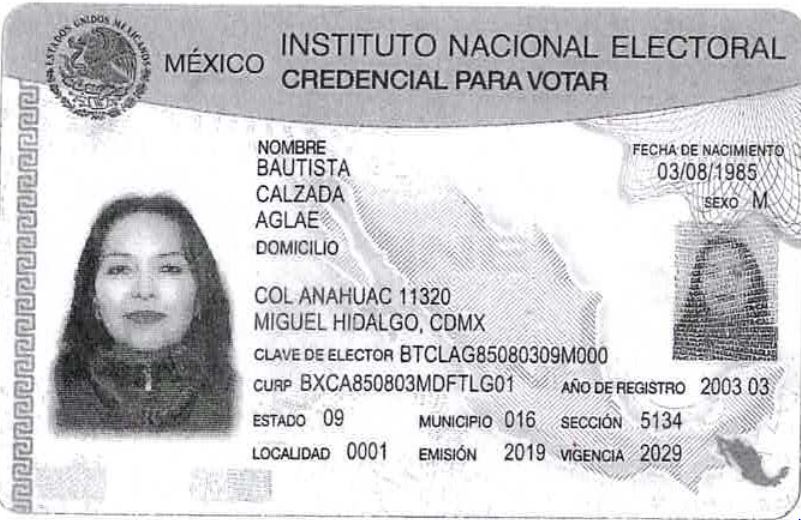 ESTADOS UNIDOS MEXICANOS
MÉXICO
INSTITUTO NACIONAL ELECTORAL
CREDENCIAL PARA VOTAR
NOMBRE
BAUTISTA
CALZADA
AGLAE
FECHA DE NACIMIENTO
03/08/1985
SEXO M
DOMICILIO
COL ANAHUAC 11320
MIGUEL HIDALGO, CDMX
CLAVE DE ELECTOR BTCLAG85080309M000
CURP BXCA850803MDFTLG01 AÑO DE REGISTRO 2003 03
ESTADO 09 MUNICIPIO 016 SECCIÓN 5134
LOCALIDAD 0001 EMISIÓN 2019 VIGENCIA 2029